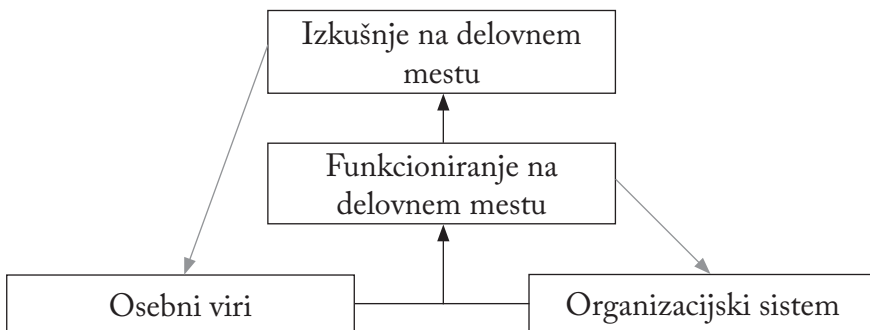 Izkušnje na delovnem
mestu
Funkcioniranje na
delovnem mestu
Osebni viri
Organizacijski sistem